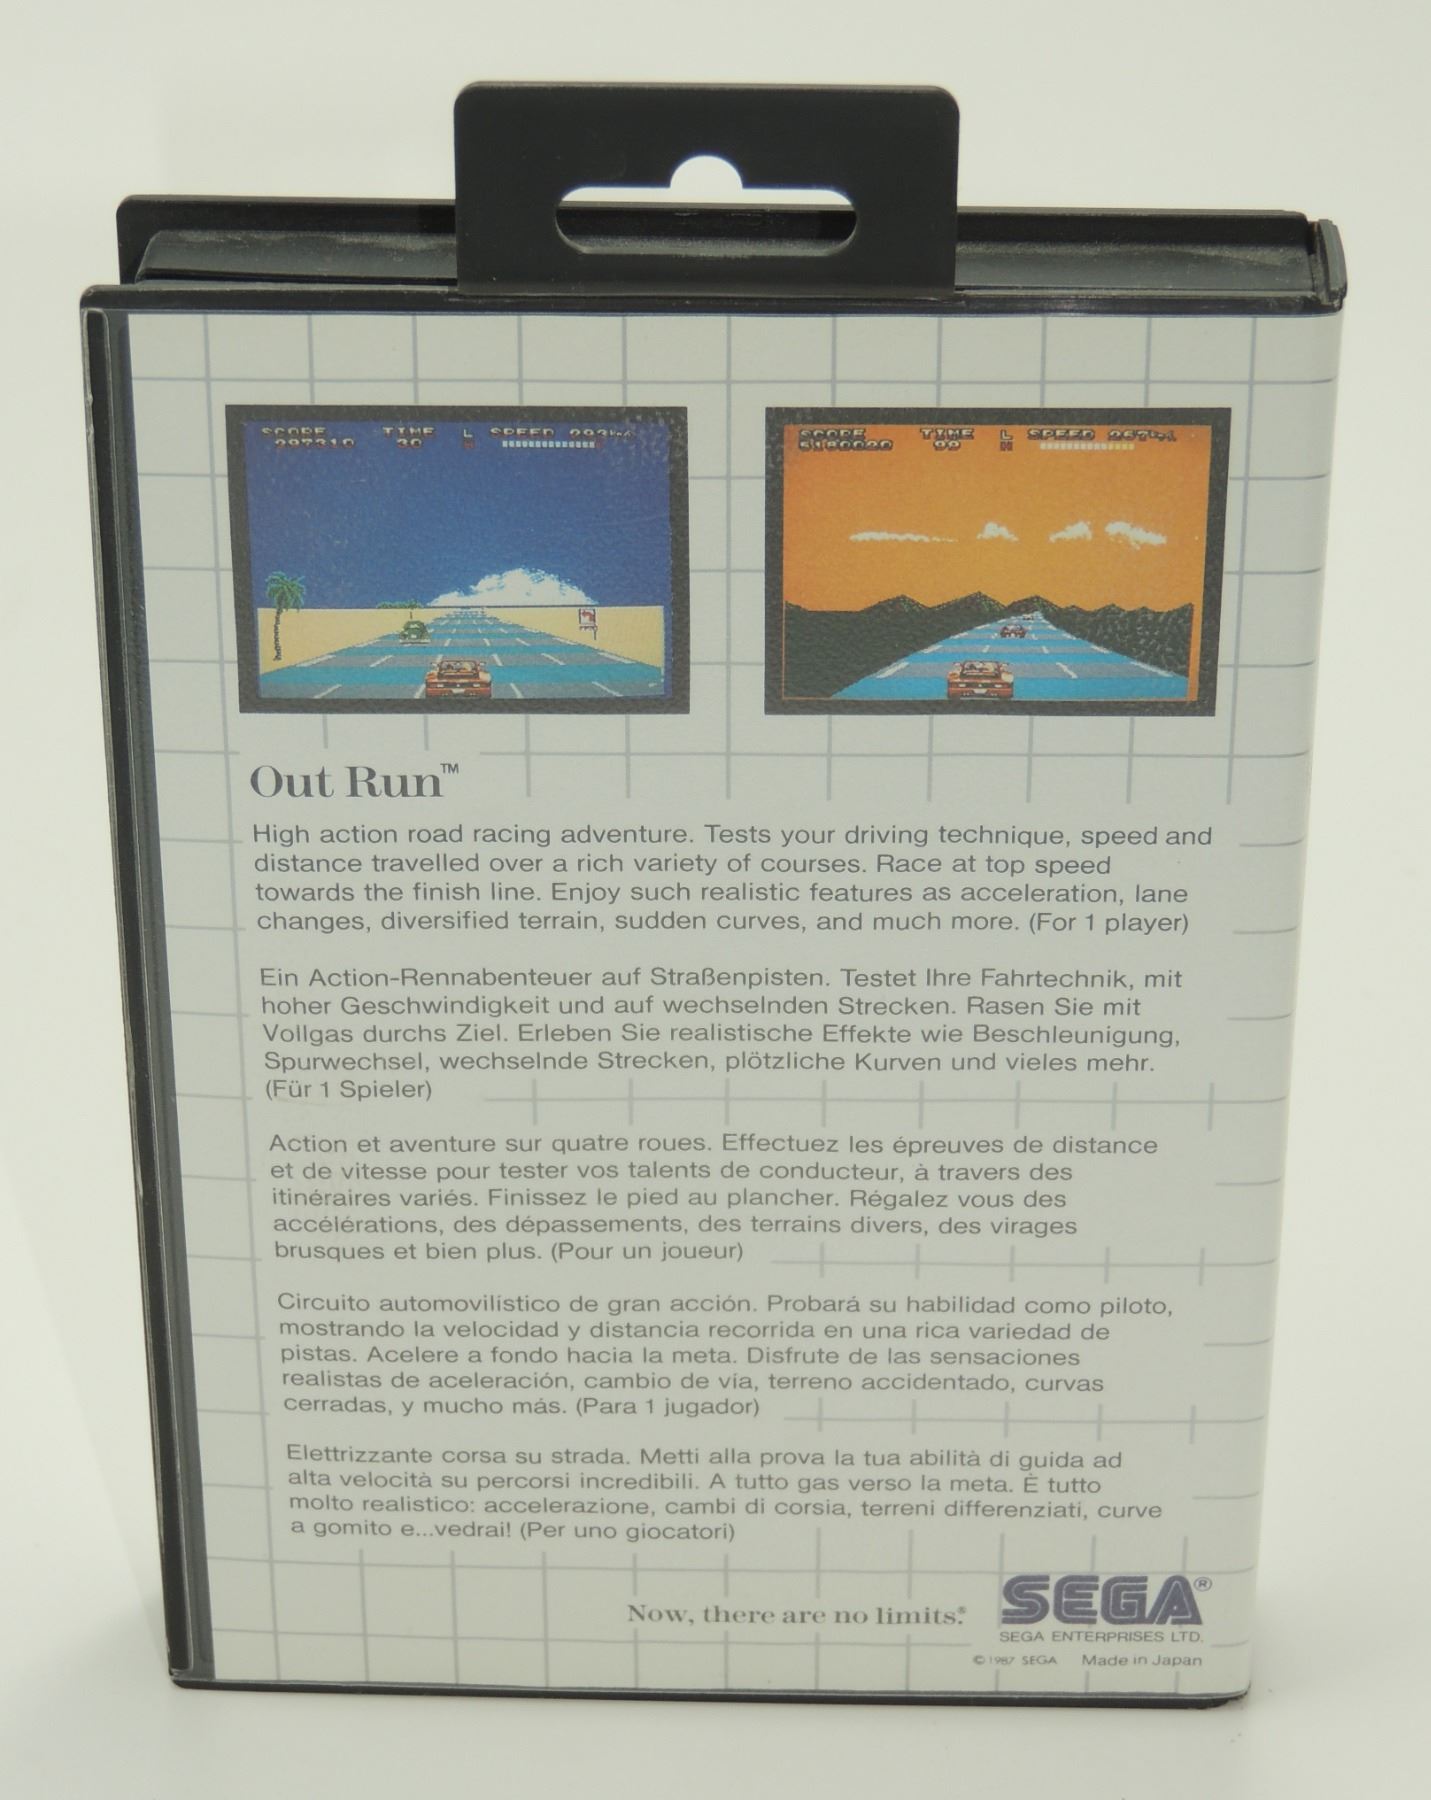 SCORE TIME L SPEED 293km
297310 30 H
SCORE TIME L SPEED 267km
5180020 99 H
Out Run™
High action road racing adventure. Tests your driving technique, speed and
distance travelled over a rich variety of courses. Race at top speed
towards the finish line. Enjoy such realistic features as acceleration, lane
changes, diversified terrain, sudden curves, and much more. (For 1 player)
Ein Action-Rennabenteuer auf Straßenpisten. Testet Ihre Fahrtechnik, mit
hoher Geschwindigkeit und auf wechselnden Strecken. Rasen Sie mit
Vollgas durchs Ziel. Erleben Sie realistische Effekte wie Beschleunigung,
Spurwechsel, wechselnde Strecken, plötzliche Kurven und vieles mehr.
(Für 1 Spieler)
Action et aventure sur quatre roues. Effectuez les épreuves de distance
et de vitesse pour tester vos talents de conducteur, à travers des
itinéraires variés. Finissez le pied au plancher. Régalez vous des
accélérations, des dépassements, des terrains divers, des virages
brusques et bien plus. (Pour un joueur)
Circuito automovilístico de gran acción. Probará su habilidad como piloto,
mostrando la velocidad y distancia recorrida en una rica variedad de
pistas. Acelere a fondo hacia la meta. Disfrute de las sensaciones
realistas de aceleración, cambio de vía, terreno accidentado, curvas
cerradas, y mucho más. (Para 1 jugador)
Elettrizzante corsa su strada. Metti alla prova la tua abilità di guida ad
alta velocità su percorsi incredibili. A tutto gas verso la meta. È tutto
molto realistico: accelerazione, cambi di corsia, terreni differenziati, curve
a gomito e...vedrai! (Per uno giocatori)
Now, there are no limits.®
SEGA®
SEGA ENTERPRISES LTD.
© 1987 SEGA Made in Japan